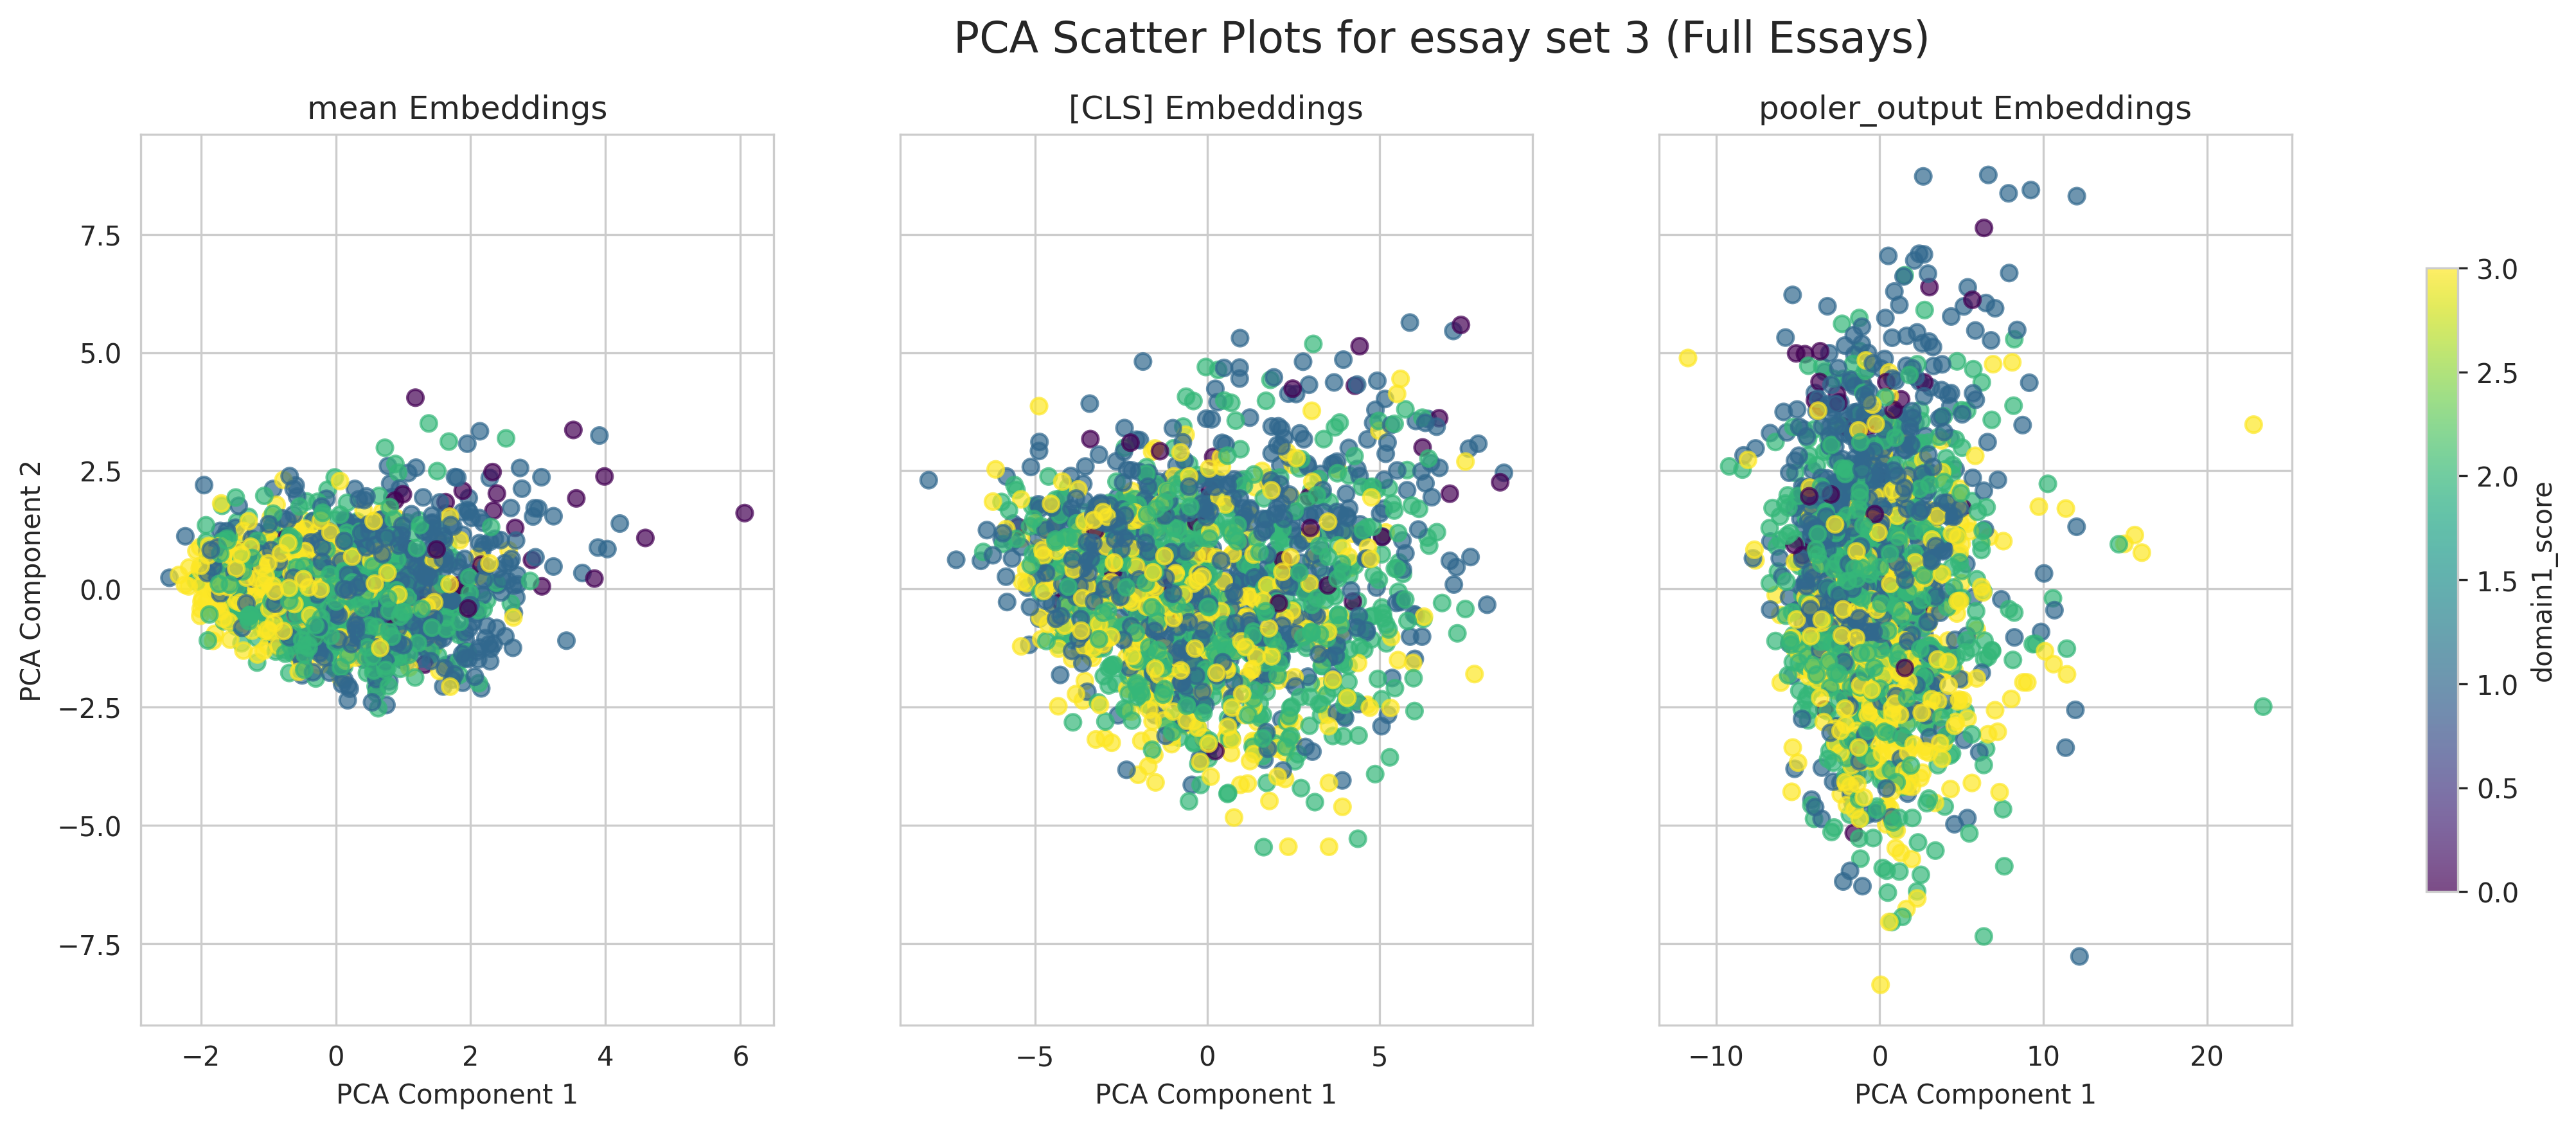 PCA Scatter Plots for essay set 3 (Full Essays)
mean Embeddings
[CLS] Embeddings
pooler_output Embeddings
PCA Component 2
7.5
5.0
2.5
0.0
−2.5
−5.0
−7.5
−2 0 2 4 6
PCA Component 1
−5 0 5
PCA Component 1
−10 0 10 20
PCA Component 1
3.0
2.5
2.0
1.5
1.0
0.5
0.0
domain1_score